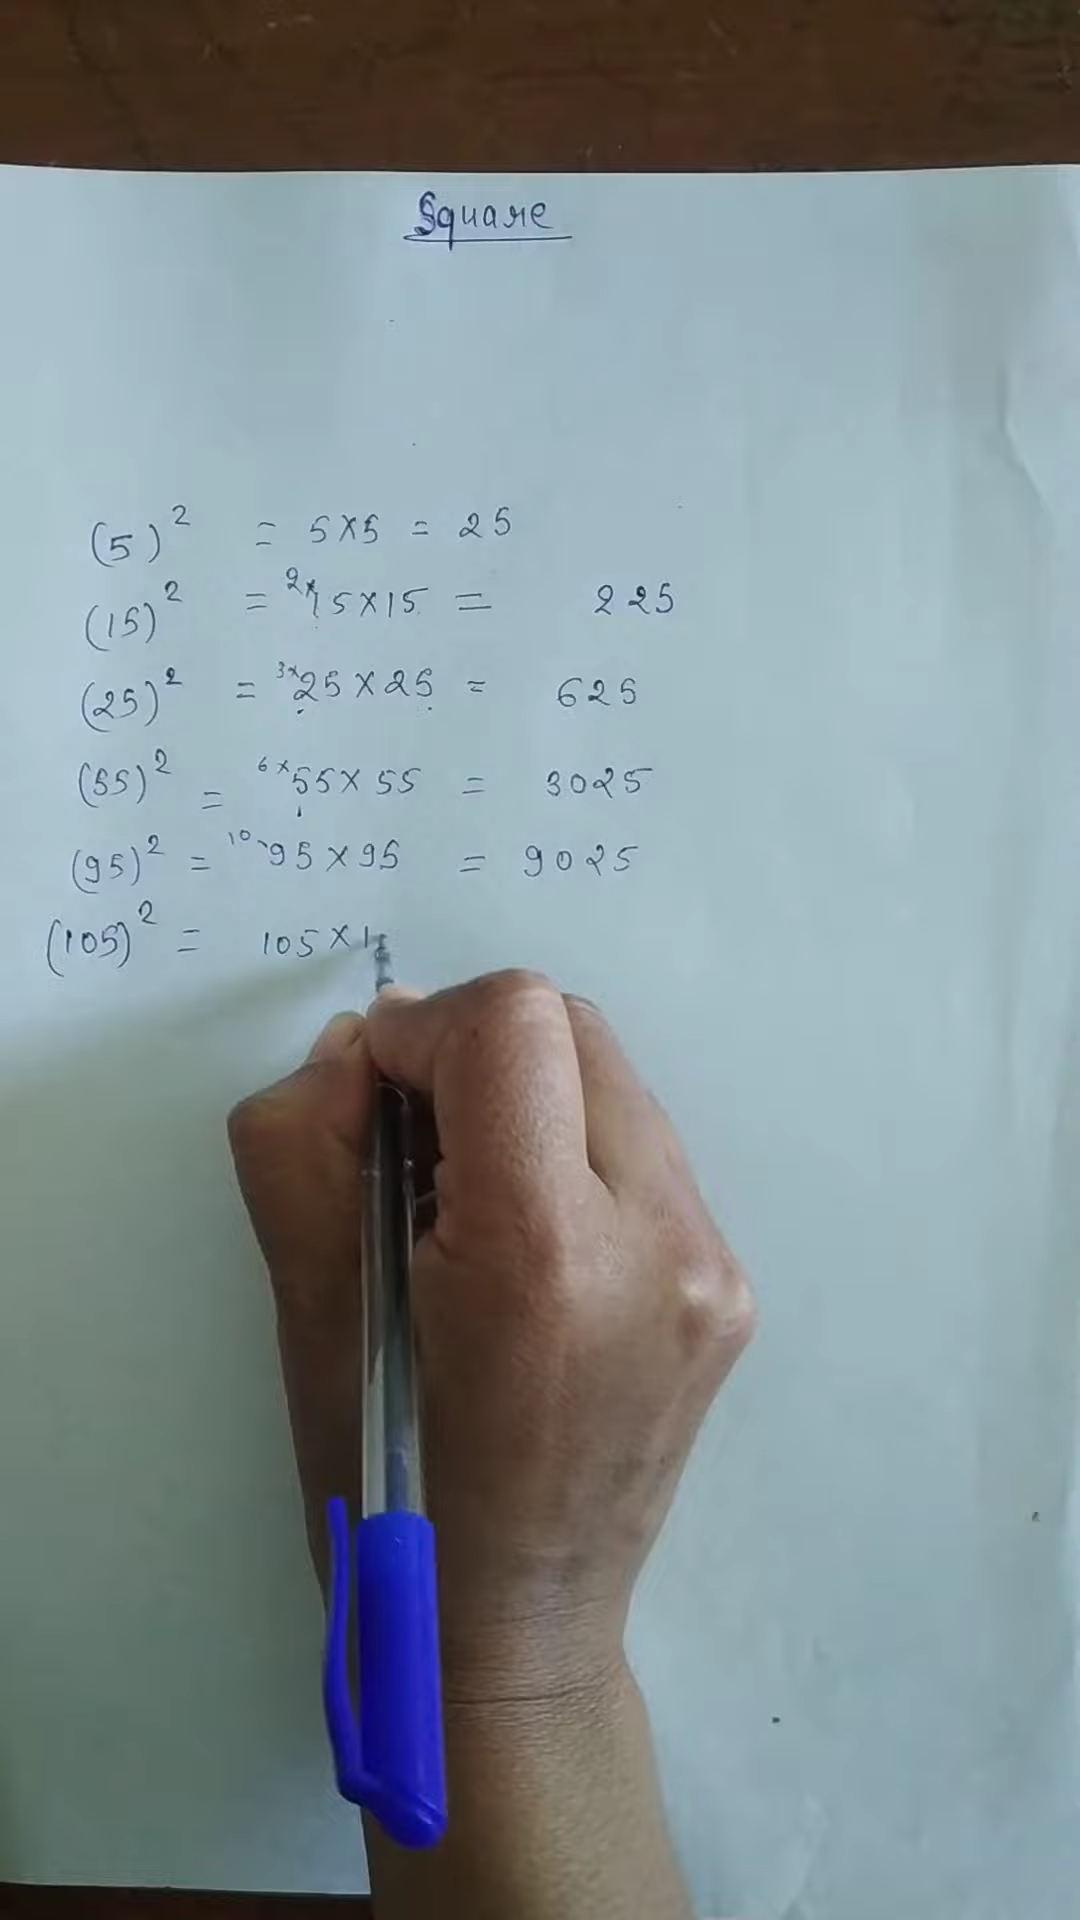 Square
(5)² = 5×5 = 25
(15)² = 2×15×15 = 225
(25)² = 3×25×25 = 625
(55)² = 6×55×55 = 3025
(95)² = 10×95×95 = 9025
(105)² = 105×1